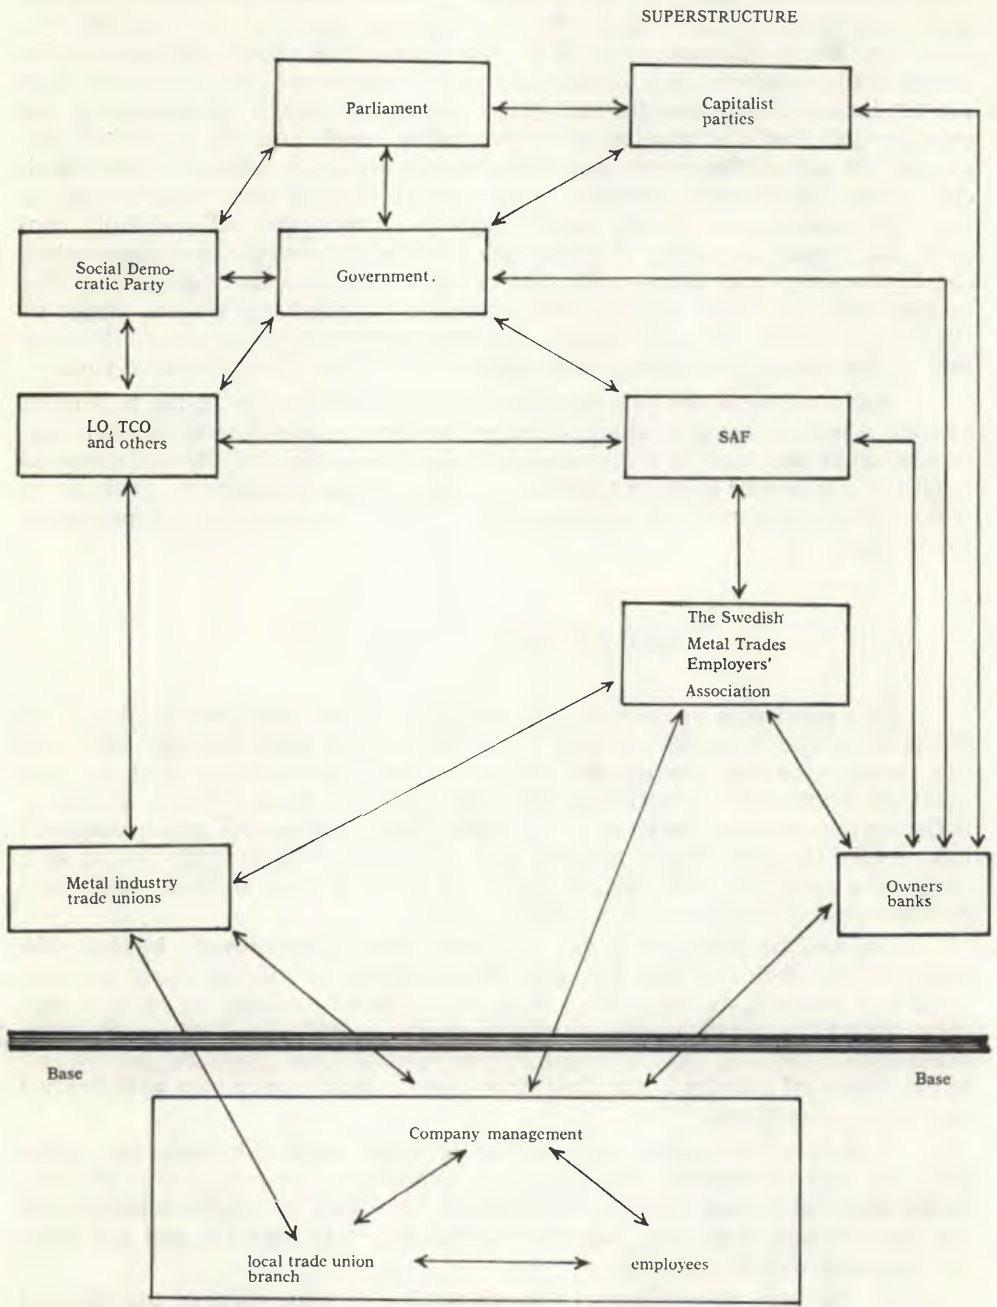 SUPERSTRUCTURE
Parliament
Capitalist
parties
Social Demo-
cratic Party
Government.
LO, TCO
and others
SAF
The Swedish
Metal Trades
Employers'
Association
Metal industry
trade unions
Owners
banks
Base
Base
Company management
local trade union
branch
employees